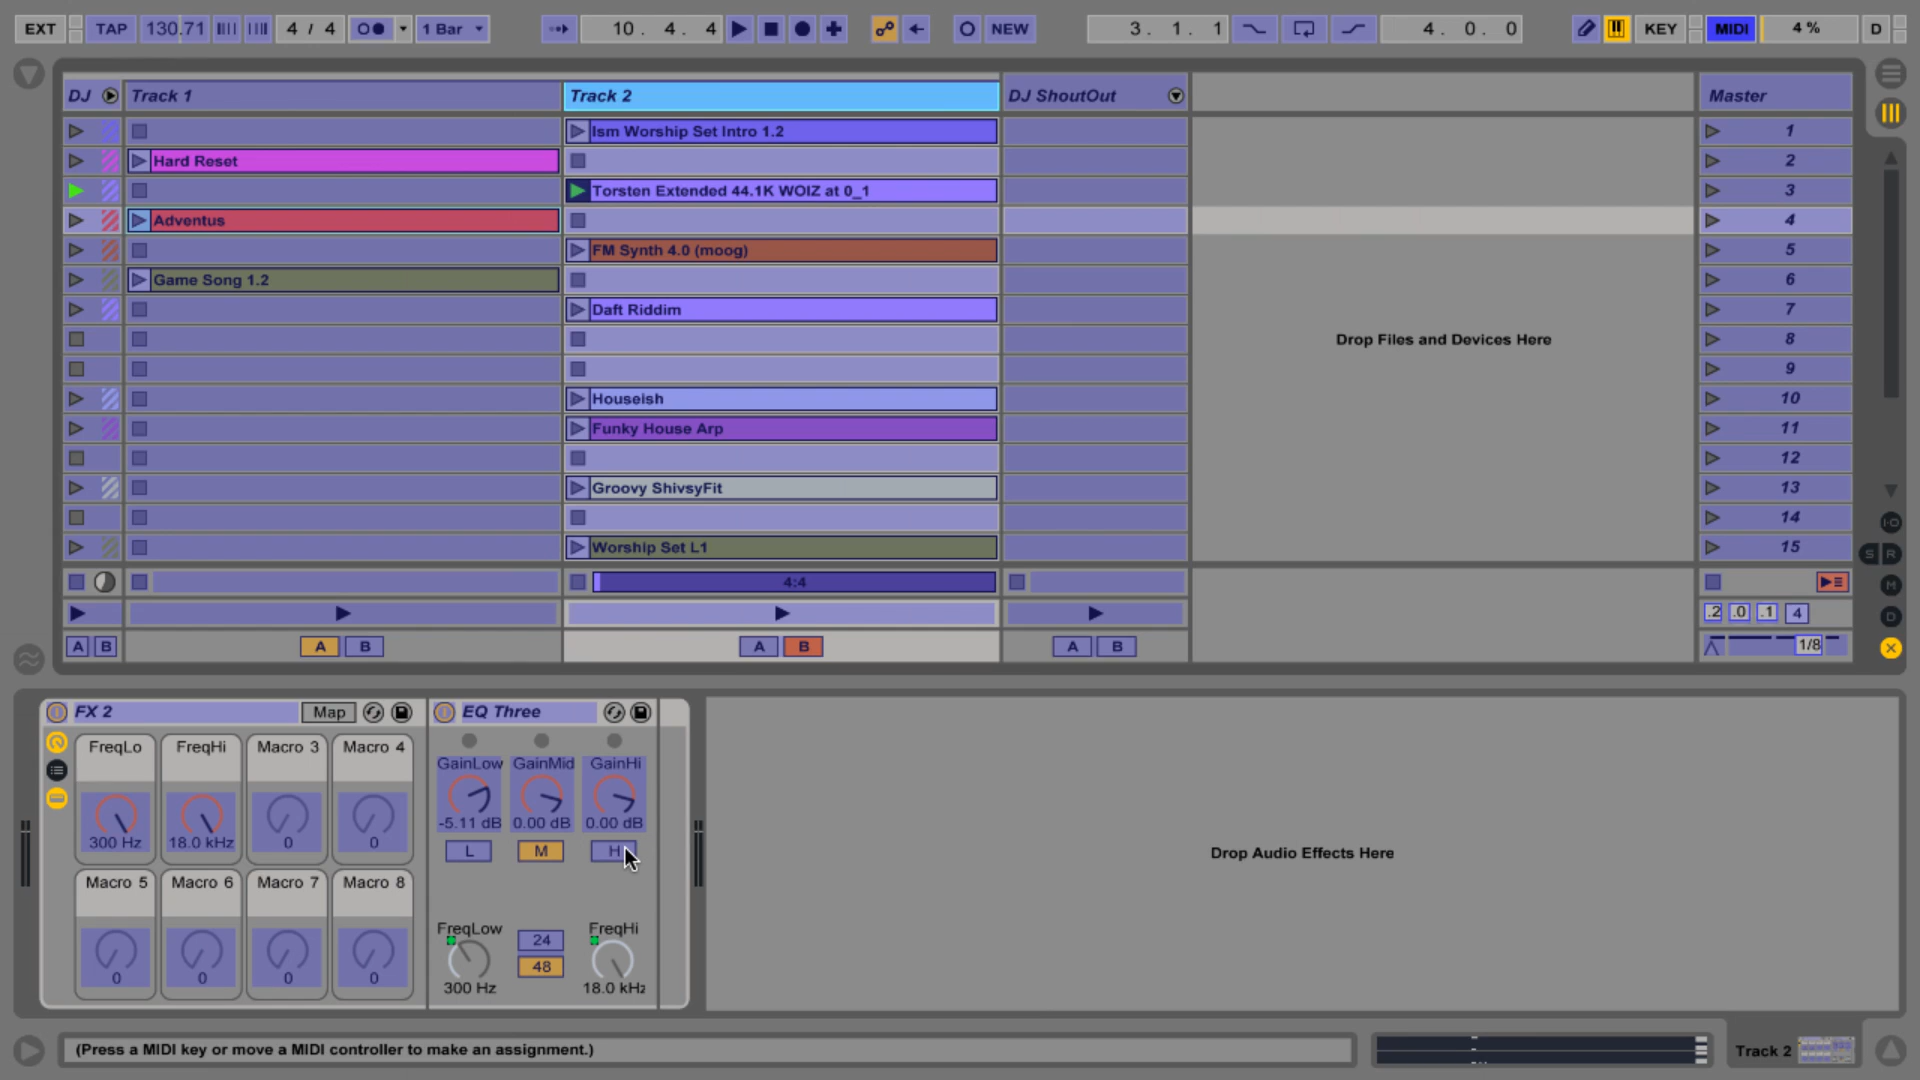 EXT TAP 130.71 4 / 4 1 Bar 10. 4. 4 NEW 3. 1. 1 4. 0. 0 KEY MIDI 4 % D
DJ Track 1 Track 2 DJ ShoutOut Master
Ism Worship Set Intro 1.2 1
Hard Reset 2
Torsten Extended 44.1K WOIZ at 0_1 3
Adventus 4
FM Synth 4.0 (moog) 5
Game Song 1.2 6
Daft Riddim 7
Drop Files and Devices Here 8
9
Houseish 10
Funky House Arp 11
12
Groovy ShivsyFit 13
14
Worship Set L1 15
I·O
S R
4:4
M
.2 .0 .1 4
D
A B A B A B A B 1/8
FX 2 Map EQ Three
FreqLo FreqHi Macro 3 Macro 4
GainLow GainMid GainHi
300 Hz 18.0 kHz 0 0
-5.11 dB 0.00 dB 0.00 dB
L M H
Drop Audio Effects Here
Macro 5 Macro 6 Macro 7 Macro 8
FreqLow FreqHi
24
48
0 0 0 0
300 Hz 18.0 kHz
(Press a MIDI key or move a MIDI controller to make an assignment.)
Track 2